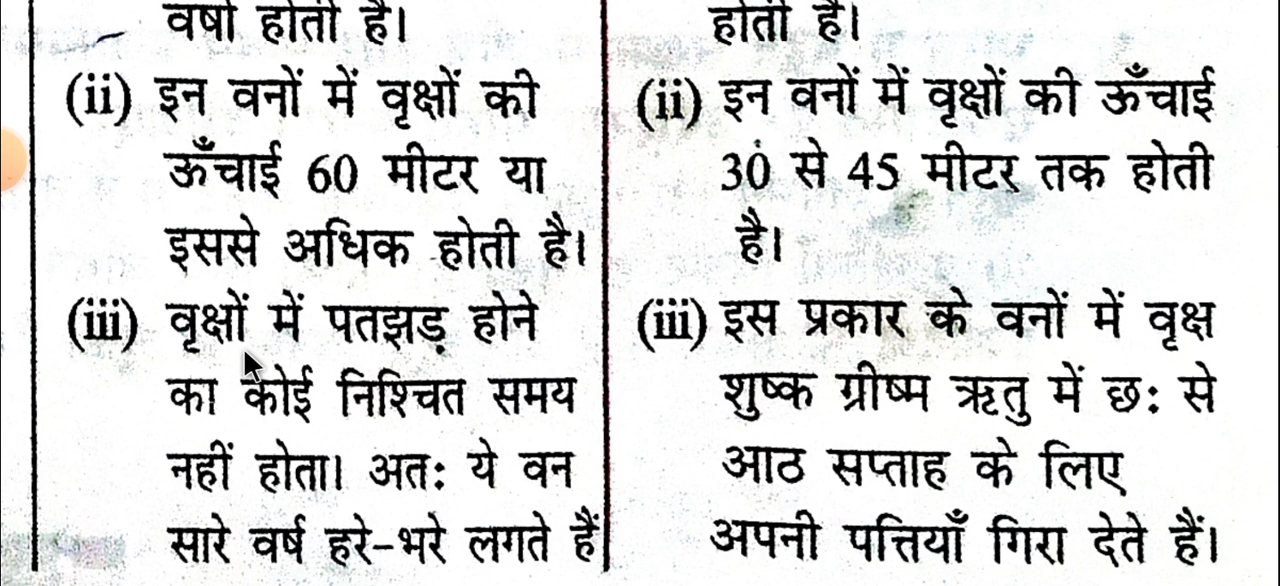 वर्षा होती है।
(ii) इन वनों में वृक्षों की
ऊँचाई 60 मीटर या
इससे अधिक होती है।
(iii) वृक्षों में पतझड़ होने
का कोई निश्चित समय
नहीं होता। अतः ये वन
सारे वर्ष हरे-भरे लगते हैं
होती है।
(ii) इन वनों में वृक्षों की ऊँचाई
30 से 45 मीटर तक होती
है।
(iii) इस प्रकार के वनों में वृक्ष
शुष्क ग्रीष्म ऋतु में छः से
आठ सप्ताह के लिए
अपनी पत्तियाँ गिरा देते हैं।